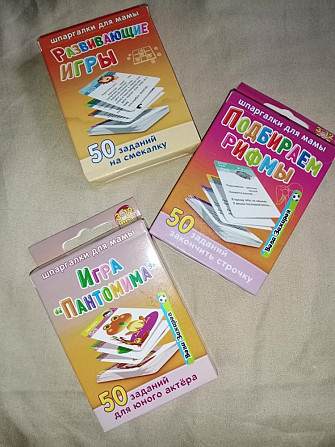 шпаргалки для мамы
Развивающие
игры
50 заданий
на смекалку
шпаргалки для мамы
Подбираем
рифмы
50 заданий
закончить строчку
шпаргалки для мамы
Игра
"Пантомима"
50 заданий
для юного актёра